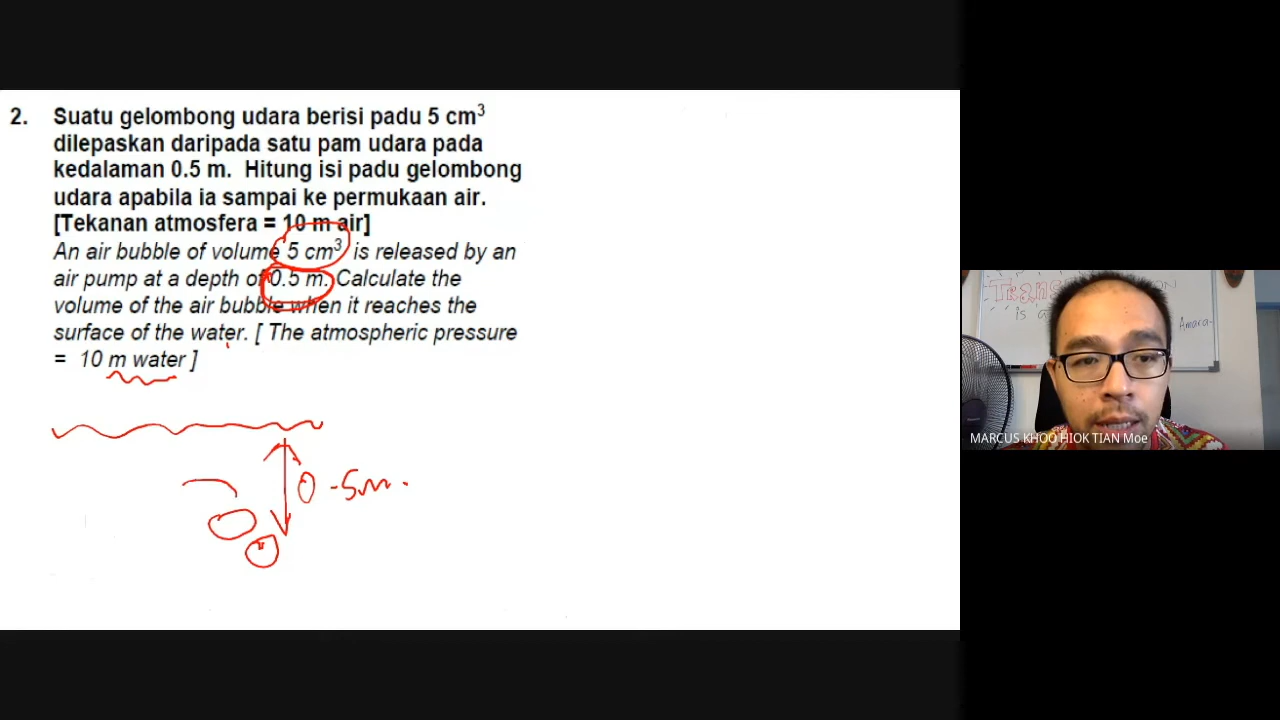 2. Suatu gelombong udara berisi padu 5 cm³
dilepaskan daripada satu pam udara pada
kedalaman 0.5 m. Hitung isi padu gelombong
udara apabila ia sampai ke permukaan air.
[Tekanan atmosfera = 10 m air]
An air bubble of volume 5 cm³ is released by an
air pump at a depth of 0.5 m. Calculate the
volume of the air bubble when it reaches the
surface of the water. [ The atmospheric pressure
= 10 m water ]
0.5m.
Trans
is a
Amara-
MARCUS KHOO HIOK TIAN Moe